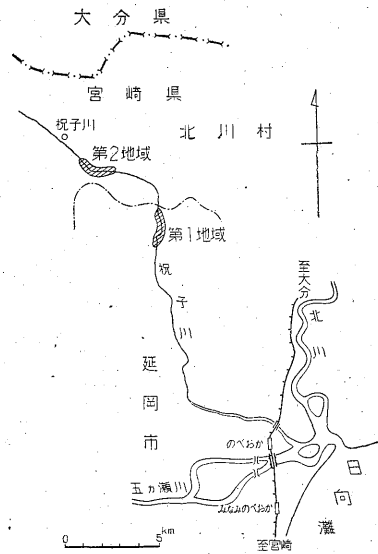 大分県
宮崎県
祝子川
北川村
第2地域
第1地域
祝子川
至大分
北川
延岡市
のべおか
五ヵ瀬川
みなみのべおか
日向灘
0
5
km
至宮崎